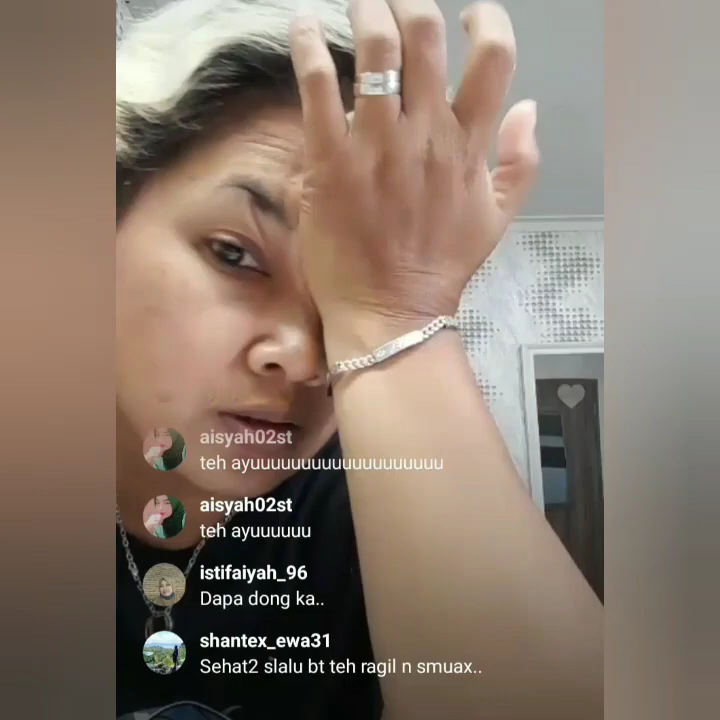 aisyah02st
teh ayuuuuuuuuuuuuuuuuuuuu
aisyah02st
teh ayuuuuuu
istifaiyah_96
Dapa dong ka..
shantex_ewa31
Sehat2 slalu bt teh ragil n smuax..